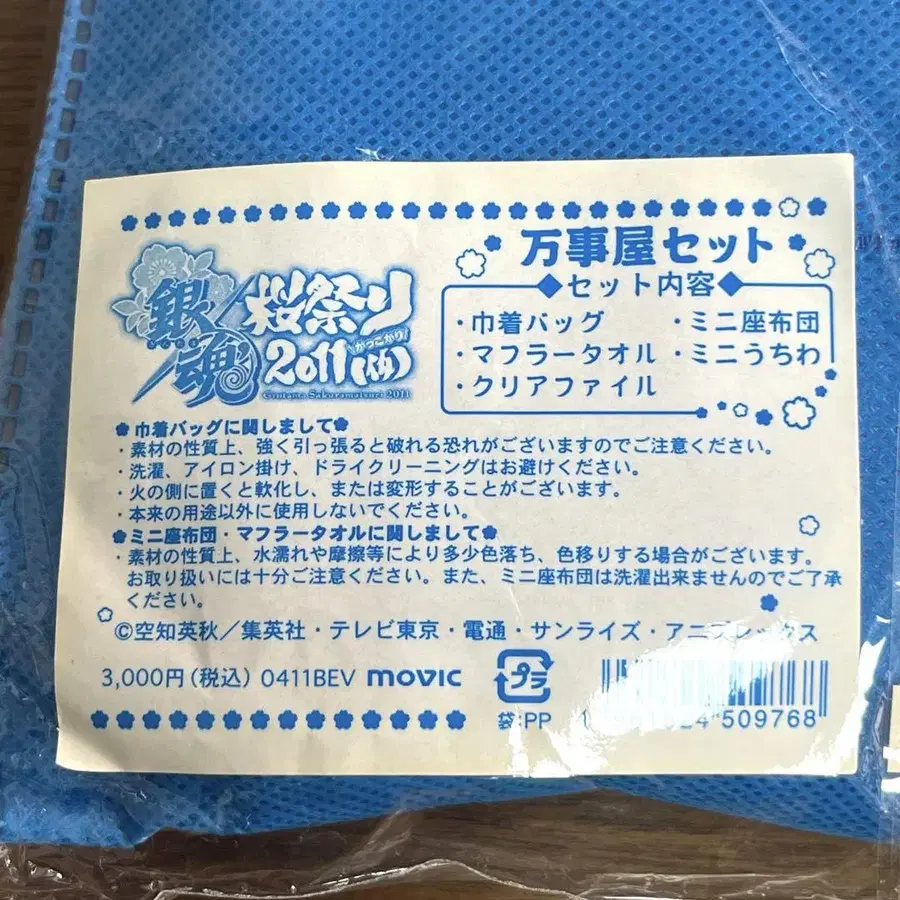 万事屋セット
銀魂
桜祭り
2011(仮)
かっこかり
Gintama Sakuramatsuri 2011
◆セット内容◆
・巾着バッグ ・ミニ座布団
・マフラータオル ・ミニうちわ
・クリアファイル
巾着バッグに関しまして
・素材の性質上、強く引っ張ると破れる恐れがございますのでご注意ください。
・洗濯、アイロン掛け、ドライクリーニングはお避けください。
・火の側に置くと軟化し、または変形することがございます。
・本来の用途以外に使用しないでください。
ミニ座布団・マフラータオルに関しまして
・素材の性質上、水濡れや摩擦等により多少色落ち、色移りする場合がございます。
お取り扱いには十分ご注意ください。また、ミニ座布団は洗濯出来ませんのでご了承
ください。
©空知英秋／集英社・テレビ東京・電通・サンライズ・アニプレックス
3,000円(税込) 0411BEV movic
プラ
袋:PP
509768